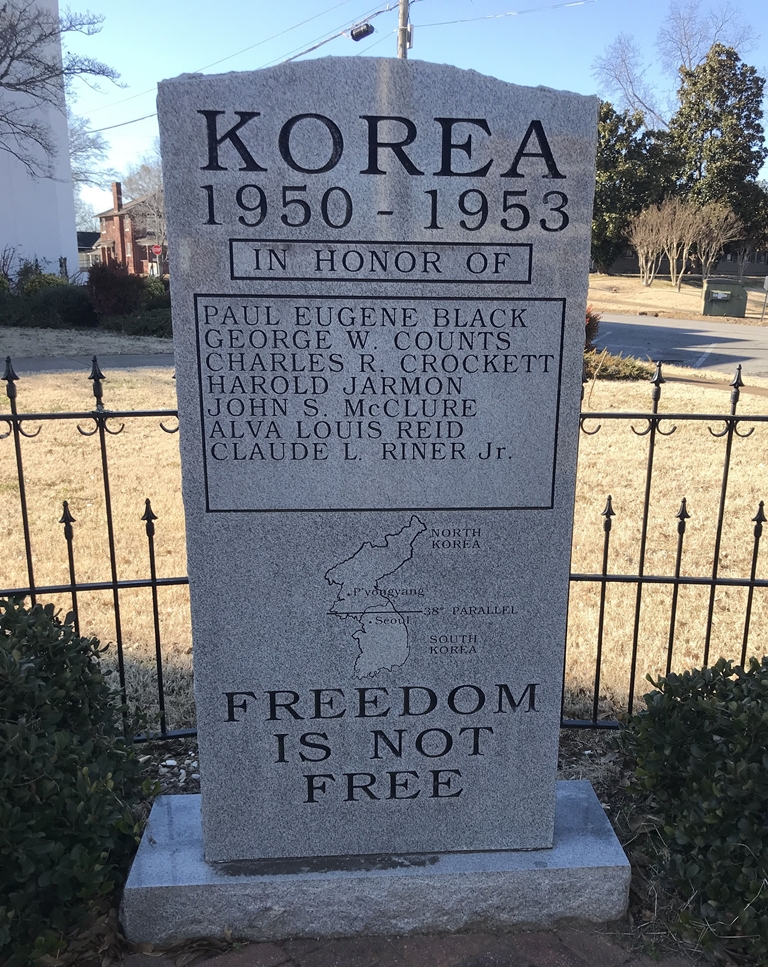 KOREA
1950 - 1953
IN HONOR OF
PAUL EUGENE BLACK
GEORGE W. COUNTS
CHARLES R. CROCKETT
HAROLD JARMON
JOHN S. McCLURE
ALVA LOUIS REID
CLAUDE L. RINER Jr.
NORTH
KOREA
P'yongyang
38° PARALLEL
Seoul
SOUTH
KOREA
FREEDOM
IS NOT
FREE